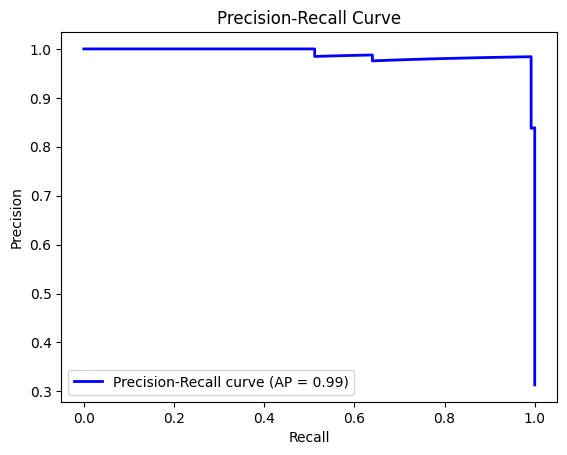 Precision-Recall Curve
1.0
0.9
0.8
0.7
0.6
0.5
0.4
0.3
Precision
Precision-Recall curve (AP = 0.99)
0.0 0.2 0.4 0.6 0.8 1.0
Recall